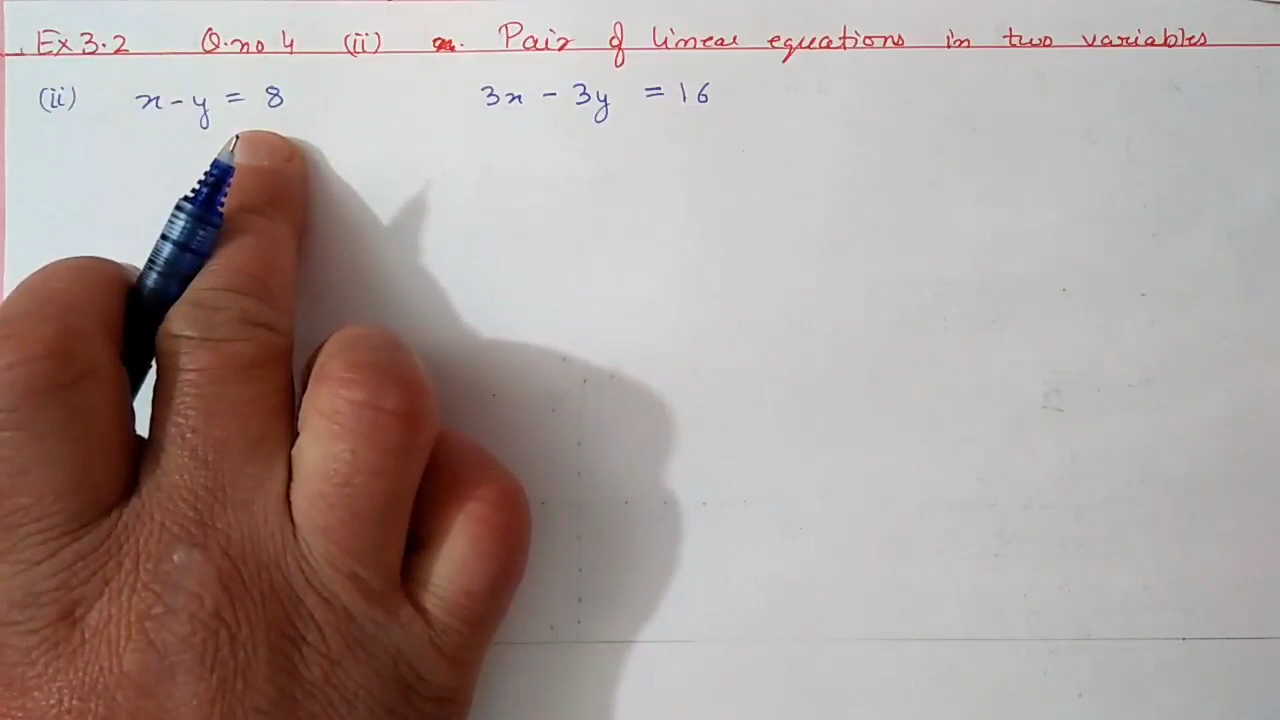 Ex 3.2 Q.no 4 (ii) Pair of linear equations in two variables
(ii) x - y = 8 3x - 3y = 16